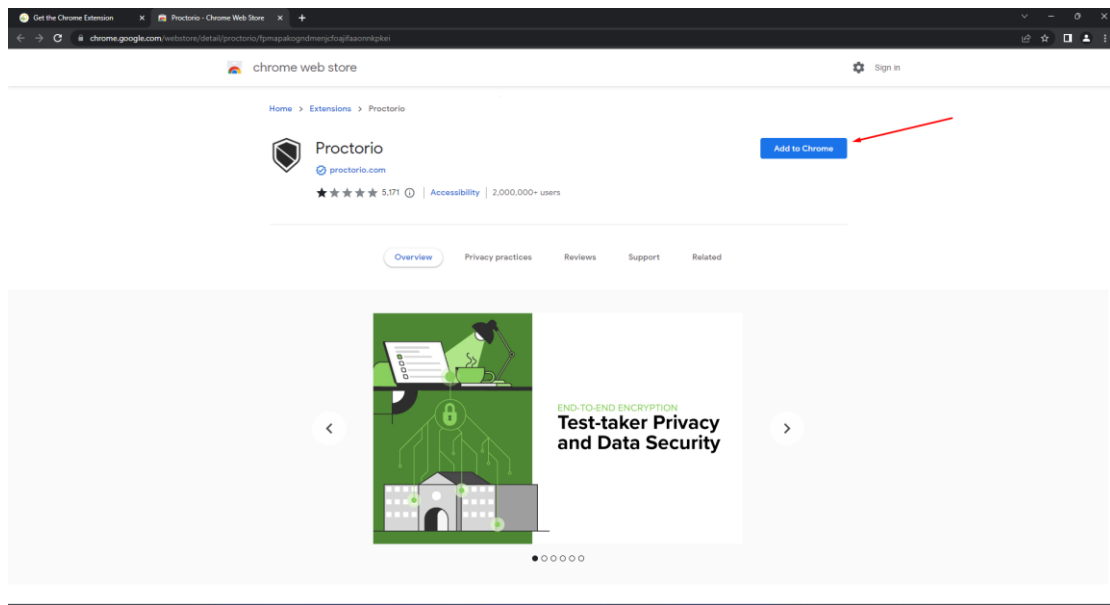 Get the Chrome Extension
Proctorio - Chrome Web Store
chrome.google.com/webstore/detail/proctorio/fpmapakogndmenjcfoajifaaonnkpkei
chrome web store
Sign in
Home > Extensions > Proctorio
Proctorio
Add to Chrome
proctorio.com
5,171 | Accessibility | 2,000,000+ users
Overview Privacy practices Reviews Support Related
END-TO-END ENCRYPTION
Test-taker Privacy
and Data Security